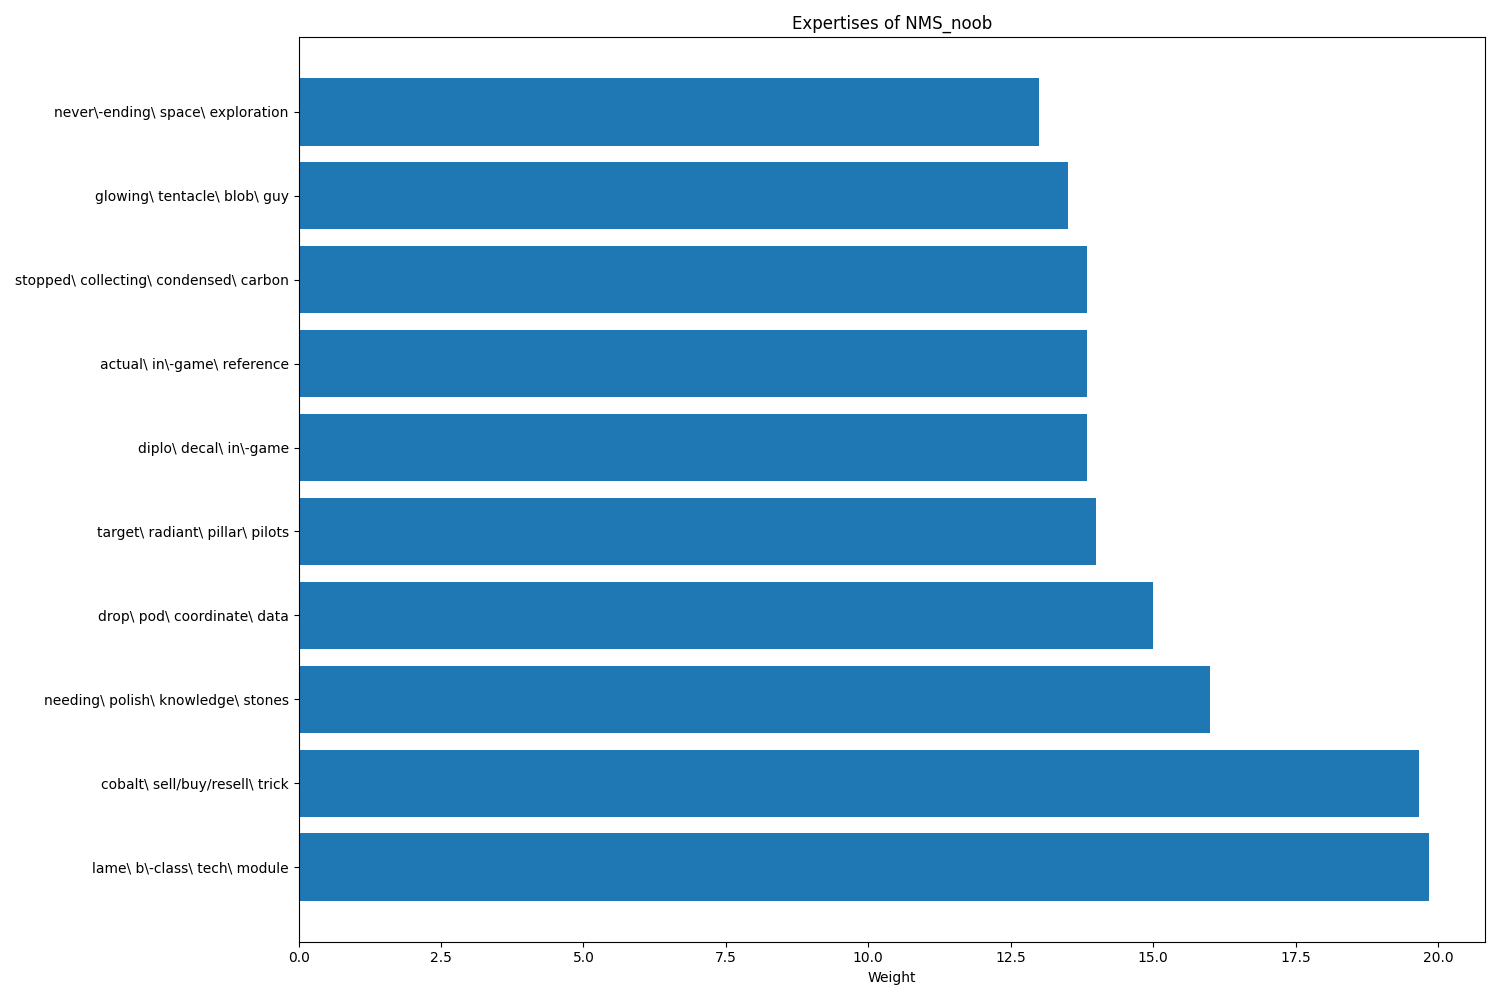 Expertises of NMS_noob
never\-ending\ space\ exploration
glowing\ tentacle\ blob\ guy
stopped\ collecting\ condensed\ carbon
actual\ in\-game\ reference
diplo\ decal\ in\-game
target\ radiant\ pillar\ pilots
drop\ pod\ coordinate\ data
needing\ polish\ knowledge\ stones
cobalt\ sell/buy/resell\ trick
lame\ b\-class\ tech\ module
0.0 2.5 5.0 7.5 10.0 12.5 15.0 17.5 20.0
Weight